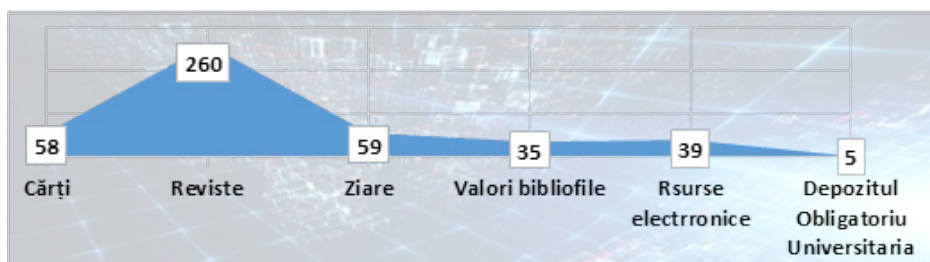 260
58
59
35
39
5
Cărți
Reviste
Ziare
Valori bibliofile
Rsurse
electrronice
Depozitul
Obligatoriu
Universitaria